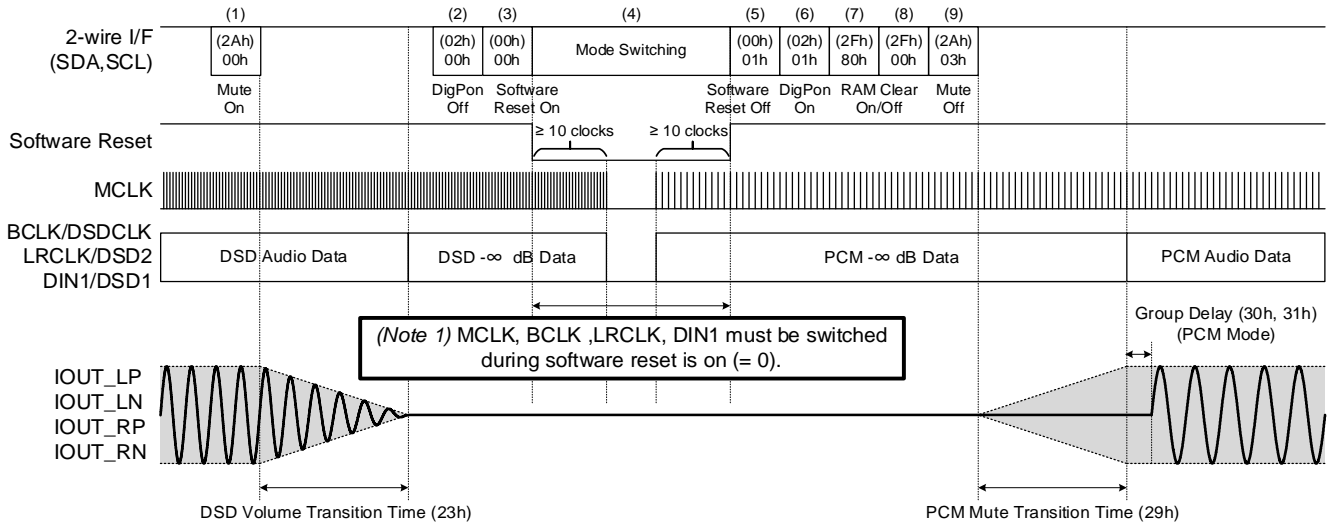 (1) (2) (3) (4) (5) (6) (7) (8) (9)
2-wire I/F
(SDA,SCL)
(2Ah)
00h
(02h)
00h
(00h)
00h
Mode Switching
(00h)
01h
(02h)
01h
(2Fh)
80h
(2Fh)
00h
(2Ah)
03h
Mute
On
DigPon
Off
Software
Reset On
Software
Reset Off
DigPon
On
RAM Clear
On/Off
Mute
Off
Software Reset
≥ 10 clocks
≥ 10 clocks
MCLK
BCLK/DSDCLK
LRCLK/DSD2
DIN1/DSD1
DSD Audio Data
DSD -∞ dB Data
PCM -∞ dB Data
PCM Audio Data
(Note 1) MCLK, BCLK ,LRCLK, DIN1 must be switched
during software reset is on (= 0).
Group Delay (30h, 31h)
(PCM Mode)
IOUT_LP
IOUT_LN
IOUT_RP
IOUT_RN
DSD Volume Transition Time (23h)
PCM Mute Transition Time (29h)